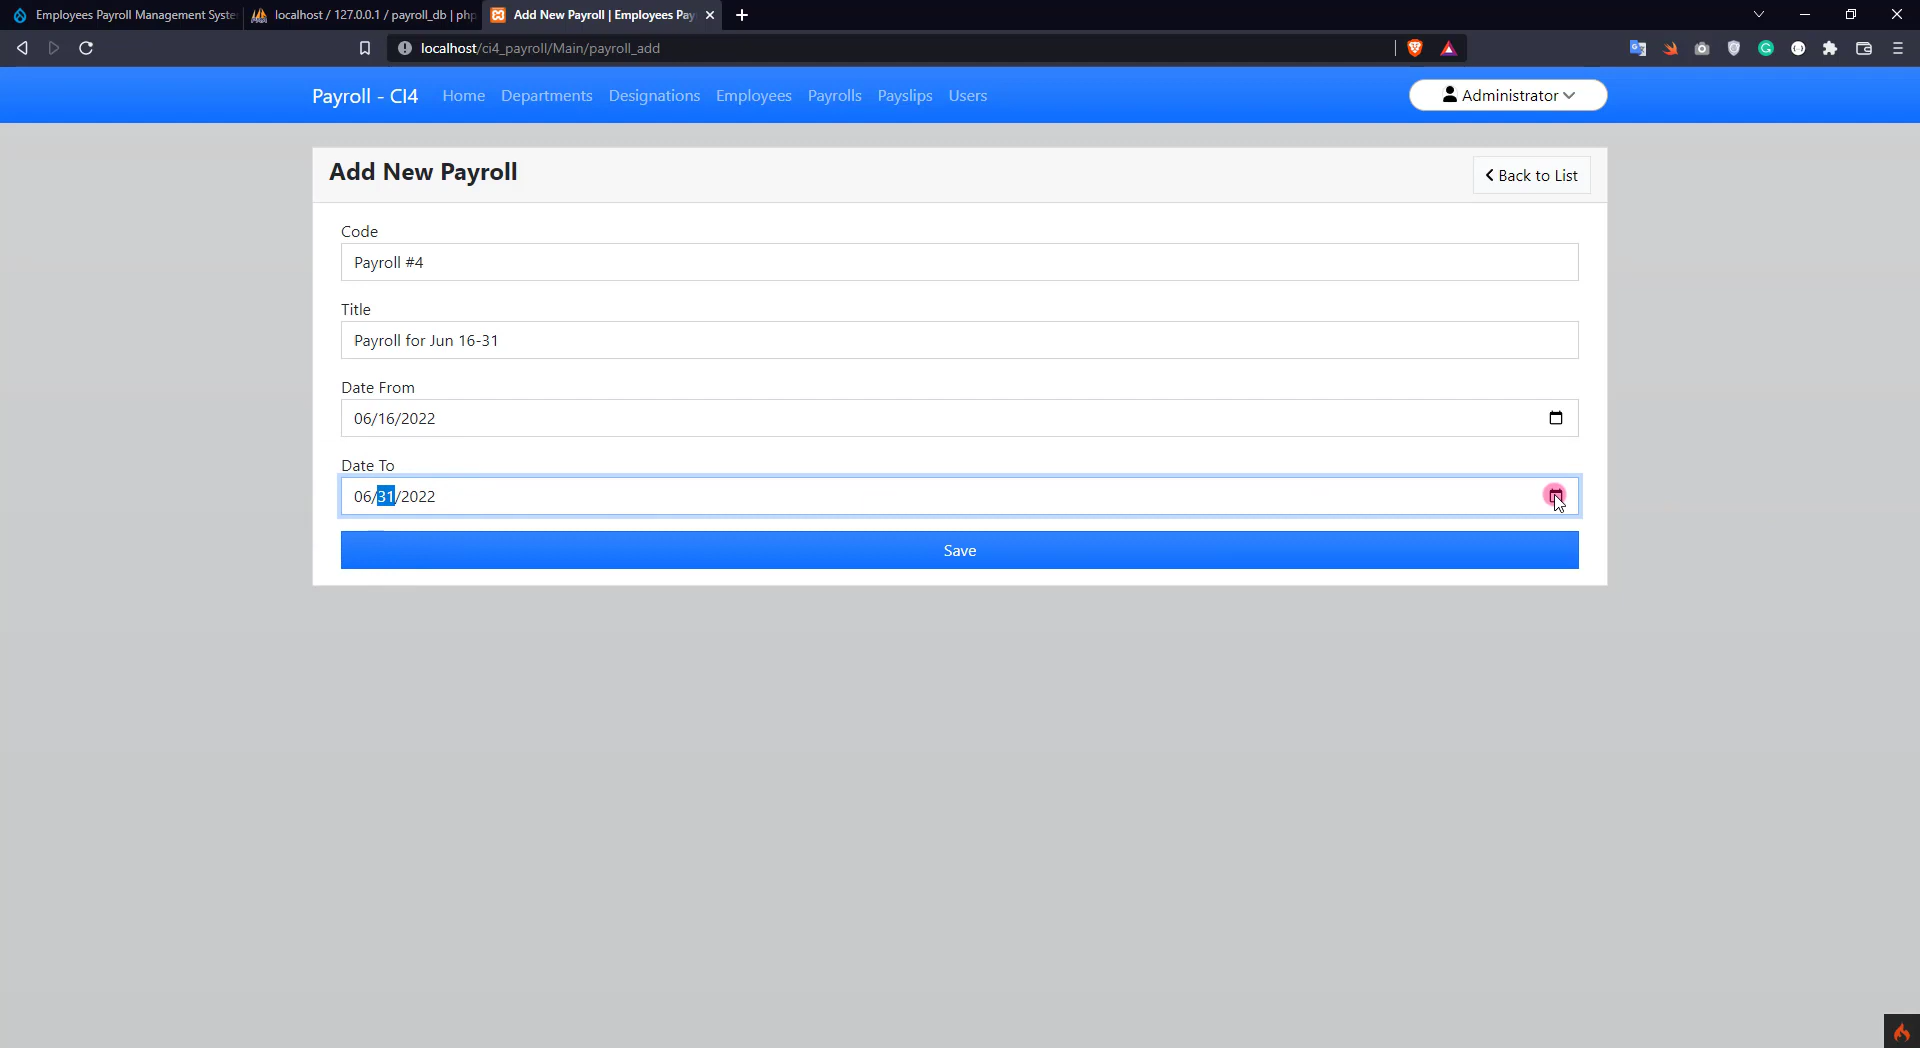 Employees Payroll Management Syste
localhost / 127.0.0.1 / payroll_db | php
Add New Payroll | Employees Pay
localhost/ci4_payroll/Main/payroll_add
Payroll - CI4
Home
Departments
Designations
Employees
Payrolls
Payslips
Users
Administrator
Add New Payroll
Back to List
Code
Payroll #4
Title
Payroll for Jun 16-31
Date From
06/16/2022
Date To
06/31/2022
Save